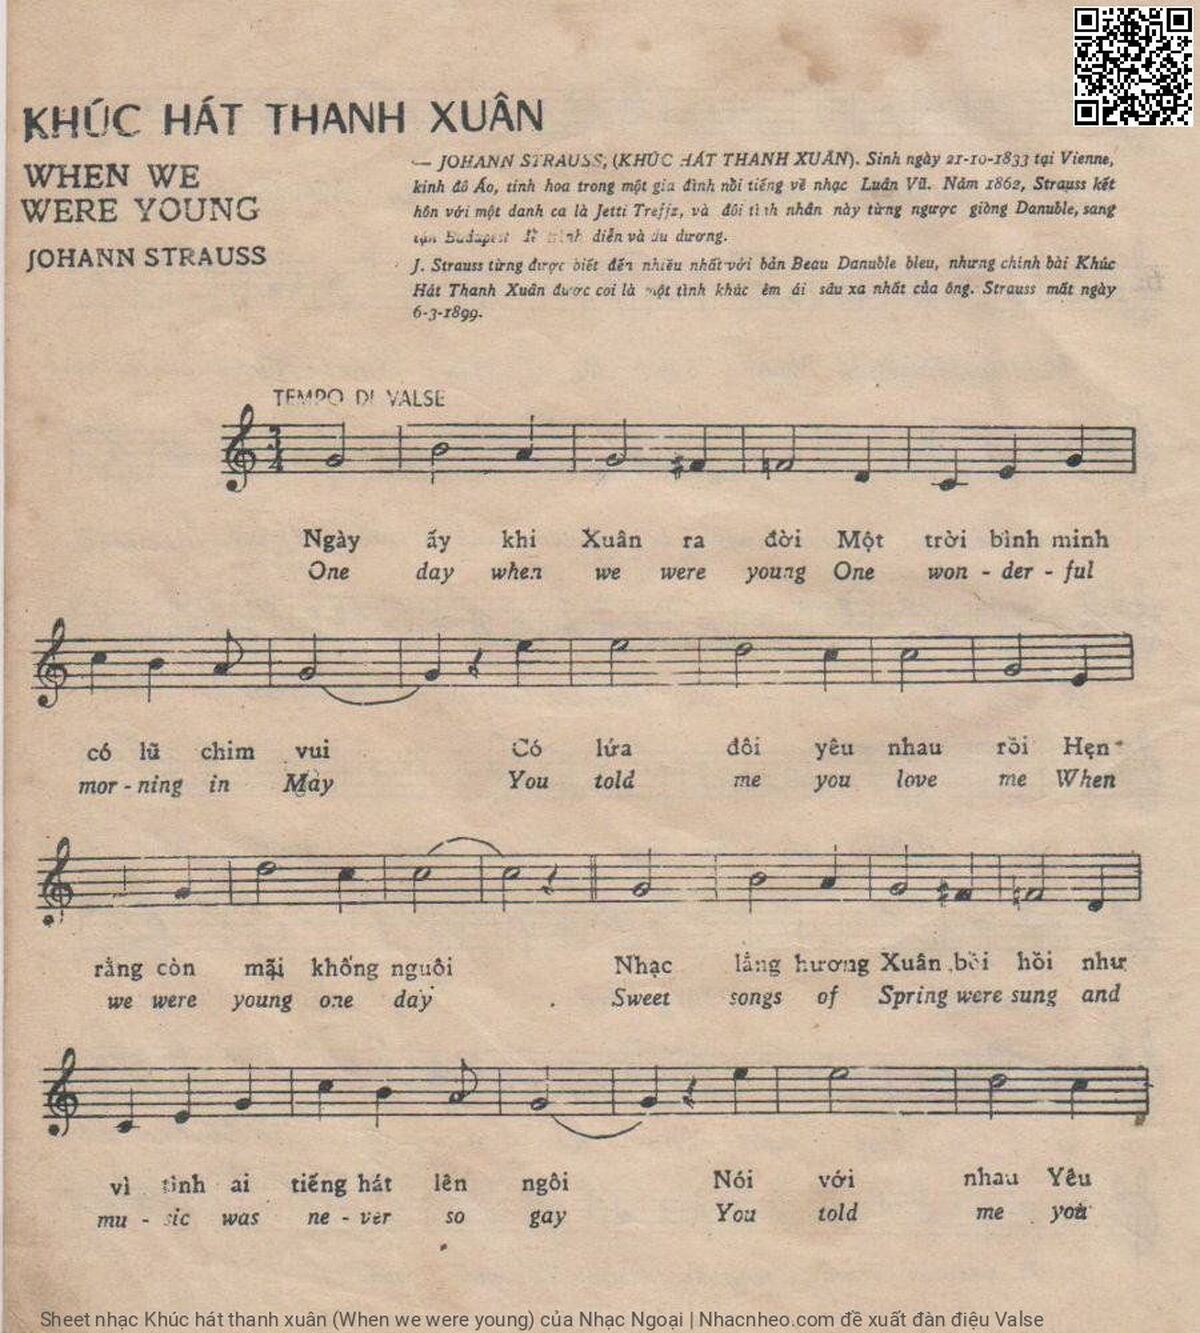 KHÚC HÁT THANH XUÂN
WHEN WE
WERE YOUNG
JOHANN STRAUSS
— JOHANN STRAUSS, (KHÚC HÁT THANH XUÂN). Sinh ngày 21-10-1833 tại Vienne,
kinh đô Áo, tinh hoa trong một gia đình nổi tiếng về nhạc Luân Vũ. Năm 1862, Strauss kết
hôn với một danh ca là Jetti Treffz, và đôi tình nhân này từng ngược giòng Danuble, sang
tận Budapest để trình diễn và du dương.
J. Strauss từng được biết đến nhiều nhất với bản Beau Danuble bleu, nhưng chính bài Khúc
Hát Thanh Xuân được coi là một tình khúc êm ái sâu xa nhất của ông. Strauss mất ngày
6-3-1899.
TEMPO DI VALSE
3
4
Ngày ấy khi Xuân ra đời Một trời bình minh
One day when we were young One won - der - ful
có lũ chim vui Có lứa đôi yêu nhau rồi Hẹn
mor - ning in May You told me you love me When
rằng còn mãi không nguôi Nhạc lắng hương Xuân bồi hồi như
we were young one day Sweet songs of Spring were sung and
vì tình ai tiếng hát lên ngôi Nói với nhau Yêu
mu - sic was ne - ver so gay You told me you
Sheet nhạc Khúc hát thanh xuân (When we were young) của Nhạc Ngoại | Nhacnheo.com đề xuất đàn điệu Valse